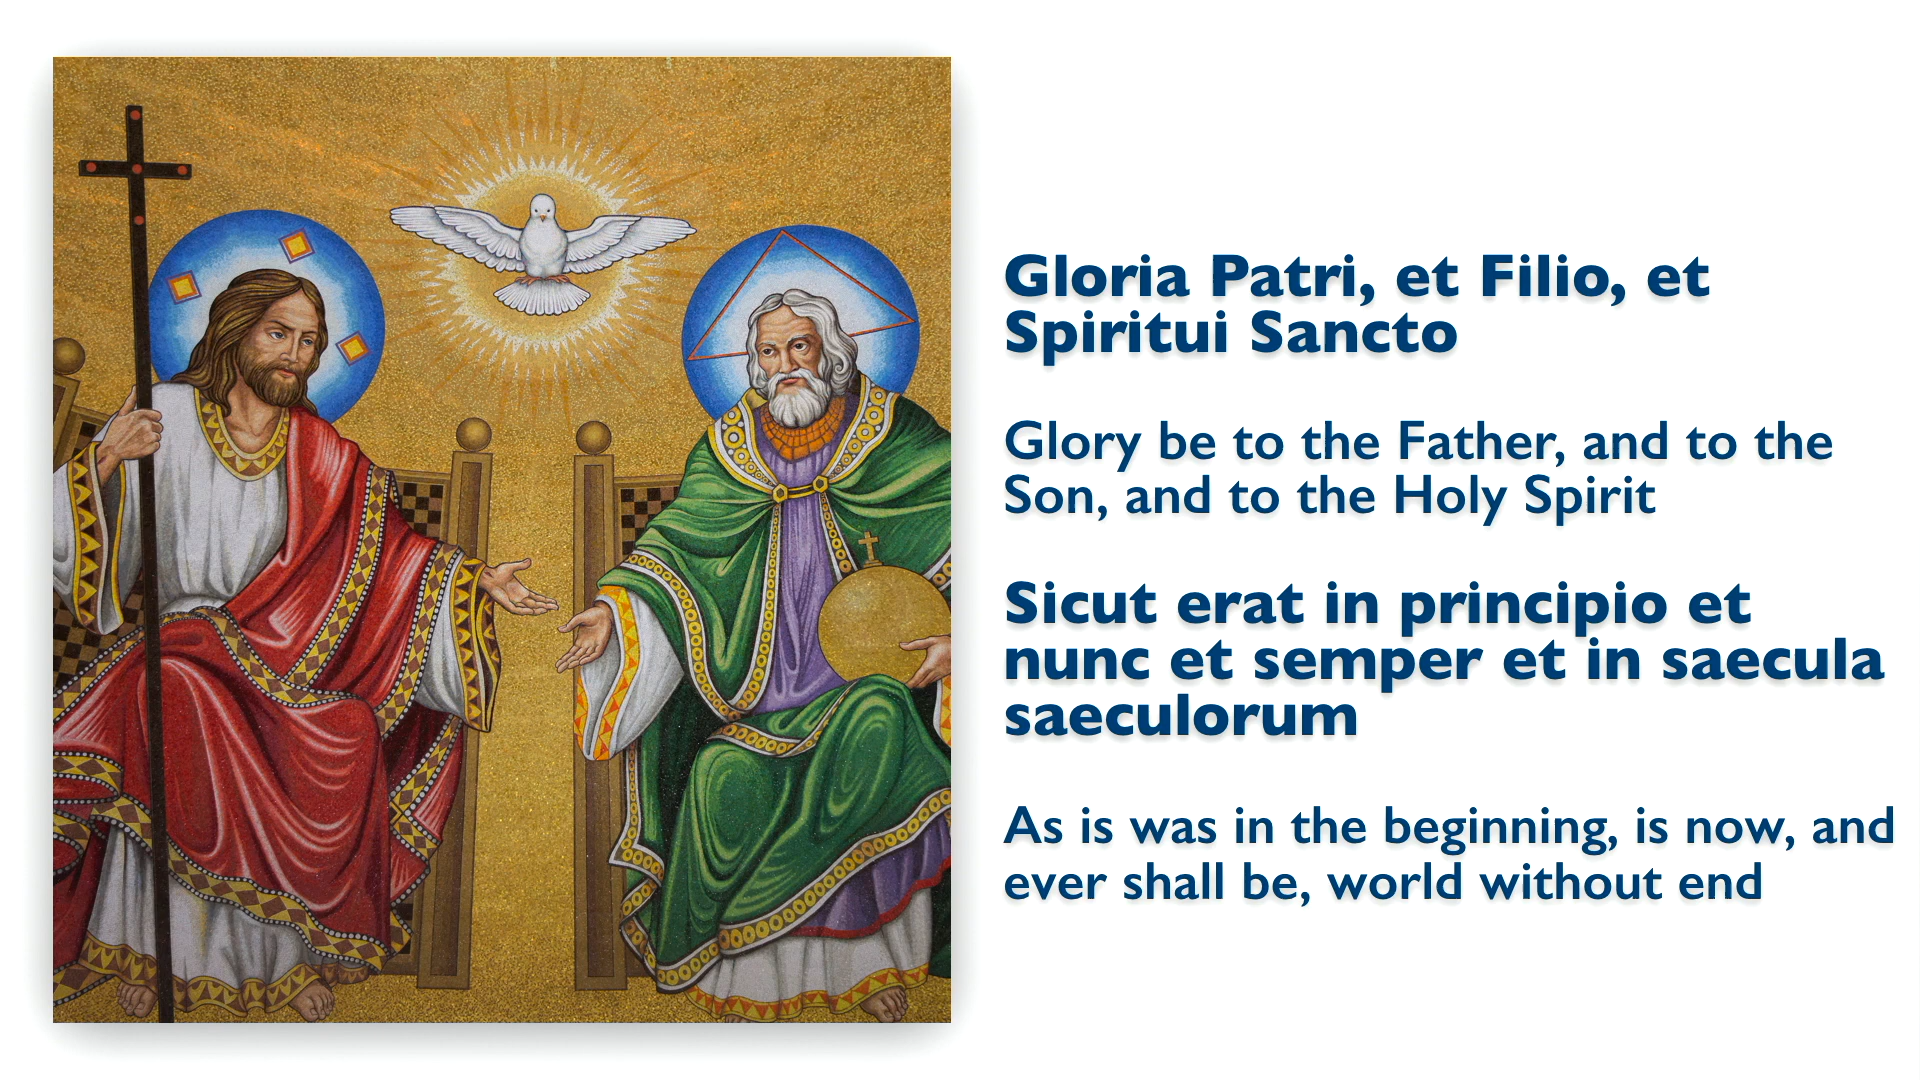 Gloria Patri, et Filio, et
Spiritui Sancto
Glory be to the Father, and to the
Son, and to the Holy Spirit
Sicut erat in principio et
nunc et semper et in saecula
saeculorum
As is was in the beginning, is now, and
ever shall be, world without end